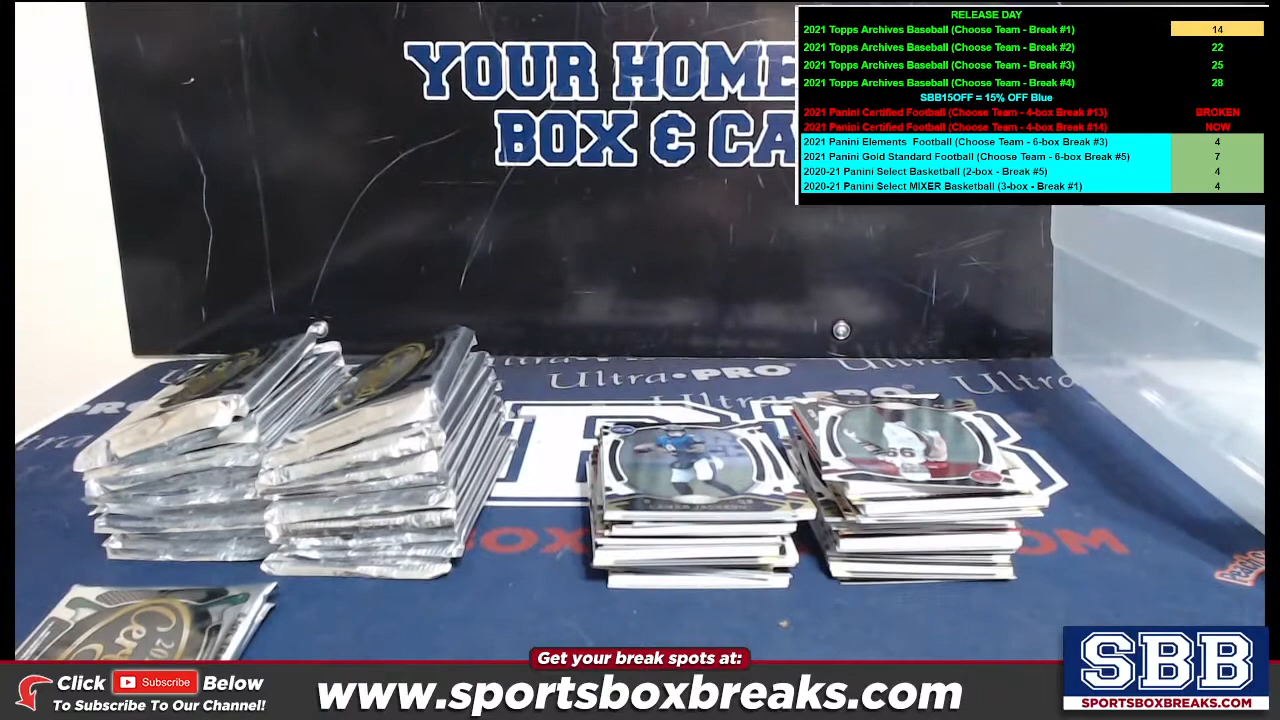 RELEASE DAY
2021 Topps Archives Baseball (Choose Team - Break #1) 14
2021 Topps Archives Baseball (Choose Team - Break #2) 22
2021 Topps Archives Baseball (Choose Team - Break #3) 25
2021 Topps Archives Baseball (Choose Team - Break #4) 28
SBB15OFF = 15% OFF Blue
2021 Panini Certified Football (Choose Team - 4-box Break #13) BROKEN
2021 Panini Certified Football (Choose Team - 4-box Break #14) NOW
2021 Panini Elements Football (Choose Team - 6-box Break #3) 4
2021 Panini Gold Standard Football (Choose Team - 6-box Break #5) 7
2020-21 Panini Select Basketball (2-box - Break #5) 4
2020-21 Panini Select MIXER Basketball (3-box - Break #1) 4
YOUR HOME
BOX & CA
Ultra PRO
Ultra
PRO
66
LAMAR JACKSON
BOX
.COM
Get your break spots at:
Click Subscribe Below
To Subscribe To Our Channel!
www.sportsboxbreaks.com
SBB
SPORTSBOXBREAKS.COM